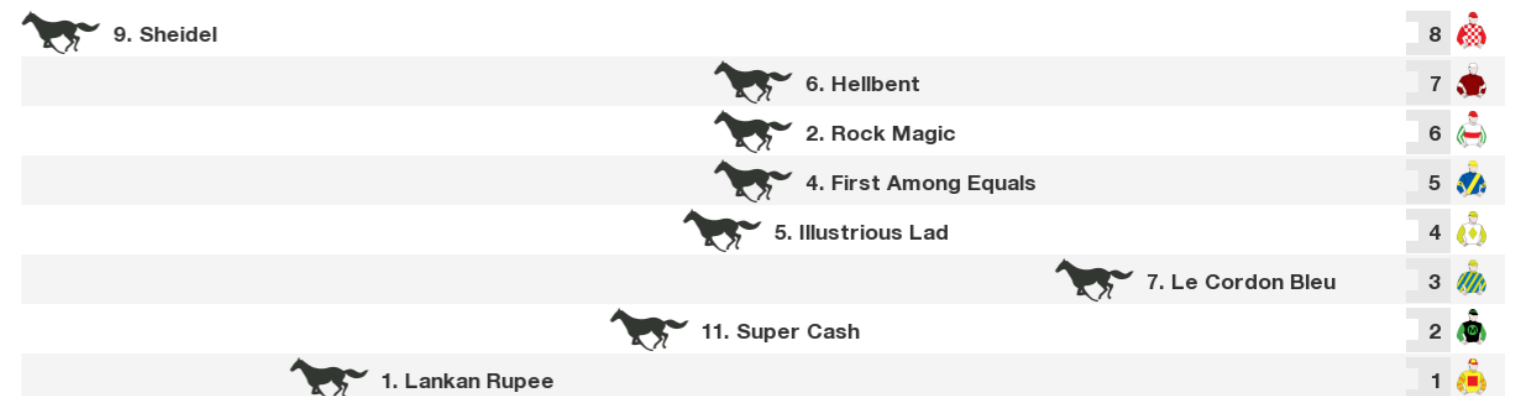 9. Sheidel 8
6. Hellbent 7
2. Rock Magic 6
4. First Among Equals 5
5. Illustrious Lad 4
7. Le Cordon Bleu 3
11. Super Cash 2
1. Lankan Rupee 1